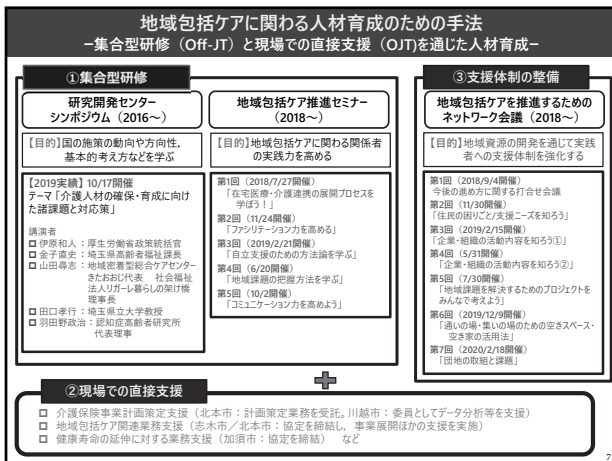 地域包括ケアに関わる人材育成のための手法
−集合型研修（Off-JT）と現場での直接支援（OJT)を通じた人材育成−
①集合型研修
研究開発センター
シンポジウム（2016～）
【目的】国の施策の動向や方向性、
基本的考え方などを学ぶ
【2019実績】10/17開催
テーマ「介護人材の確保・育成に向け
た諸課題と対応策」
講演者
□ 伊原和人：厚生労働省政策統括官
□ 金子直史：埼玉県高齢者福祉課長
□ 山田尋志：地域密着型総合ケアセンター
きたおおじ代表　社会福祉
法人リガーレ暮らしの架け橋
理事長
□ 田口孝行：埼玉県立大学教授
□ 羽田野政治：認知症高齢者研究所
代表理事
地域包括ケア推進セミナー
（2018～）
【目的】地域包括ケアに関わる関係者
の実践力を高める
第1回（2018/7/27開催）
「在宅医療・介護連携の展開プロセスを
学ぼう！」
第2回（11/24開催）
「ファシリテーション力を高める」
第3回（2019/2/21開催）
「自立支援のための方法論を学ぶ」
第4回（6/20開催）
「地域課題の把握方法を学ぶ」
第5回（10/2開催）
「コミュニケーション力を高めよう」
③支援体制の整備
地域包括ケアを推進するための
ネットワーク会議（2018～）
【目的】地域資源の開発を通じて実践
者への支援体制を強化する
第1回（2018/9/4開催）
今後の進め方に関する打合せ会議
第2回（11/30開催）
「住民の困りごと/支援ニーズを知ろう」
第3回（2019/2/15開催）
「企業・組織の活動内容を知ろう①」
第4回（5/31開催）
「企業・組織の活動内容を知ろう②」
第5回（7/30開催）
「地域課題を解決するためのプロジェクトを
みんなで考えよう」
第6回（2019/12/9開催）
「通いの場・集いの場のための空きスペース・
空き家の活用法」
第7回（2020/2/18開催）
「団地の取組と課題」
②現場での直接支援
□ 介護保険事業計画策定支援（北本市：計画策定業務を受託。川越市：委員としてデータ分析等を支援）
□ 地域包括ケア関連業務支援（志木市／北本市：協定を締結し、事業展開ほかの支援を実施）
□ 健康寿命の延伸に対する業務支援（加須市：協定を締結）　など
7